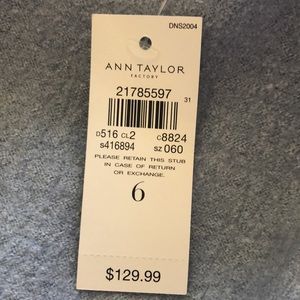 DNS2004
ANN TAYLOR
FACTORY
21785597
31
D516 CL2 C8824
S416894 SZ 060
PLEASE RETAIN THIS STUB
IN CASE OF RETURN
OR EXCHANGE.
6
$129.99